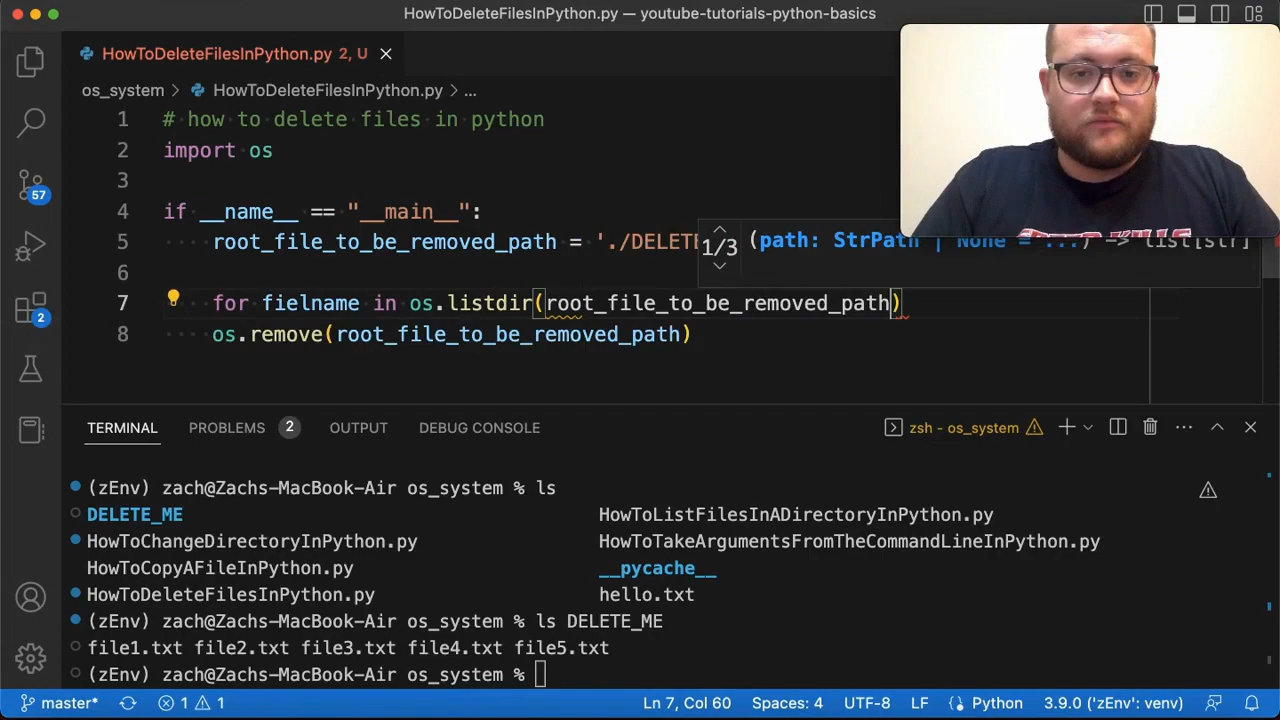 HowToDeleteFilesInPython.py — youtube-tutorials-python-basics
HowToDeleteFilesInPython.py 2, U
os_system > HowToDeleteFilesInPython.py > ...
1 # how to delete files in python
2 import os
3
4 if __name__ == "__main__":
5 root_file_to_be_removed_path = './DELETE
1/3 (path: StrPath | None = ...) -> list[str]
6
7 for fielname in os.listdir(root_file_to_be_removed_path)
8 os.remove(root_file_to_be_removed_path)
57
2
TERMINAL PROBLEMS 2 OUTPUT DEBUG CONSOLE zsh - os_system
(zEnv) zach@Zachs-MacBook-Air os_system % ls
DELETE_ME HowToListFilesInADirectoryInPython.py
HowToChangeDirectoryInPython.py HowToTakeArgumentsFromTheCommandLineInPython.py
HowToCopyAFileInPython.py __pycache__
HowToDeleteFilesInPython.py hello.txt
(zEnv) zach@Zachs-MacBook-Air os_system % ls DELETE_ME
file1.txt file2.txt file3.txt file4.txt file5.txt
(zEnv) zach@Zachs-MacBook-Air os_system %
master* 1 1 Ln 7, Col 60 Spaces: 4 UTF-8 LF Python 3.9.0 ('zEnv': venv)